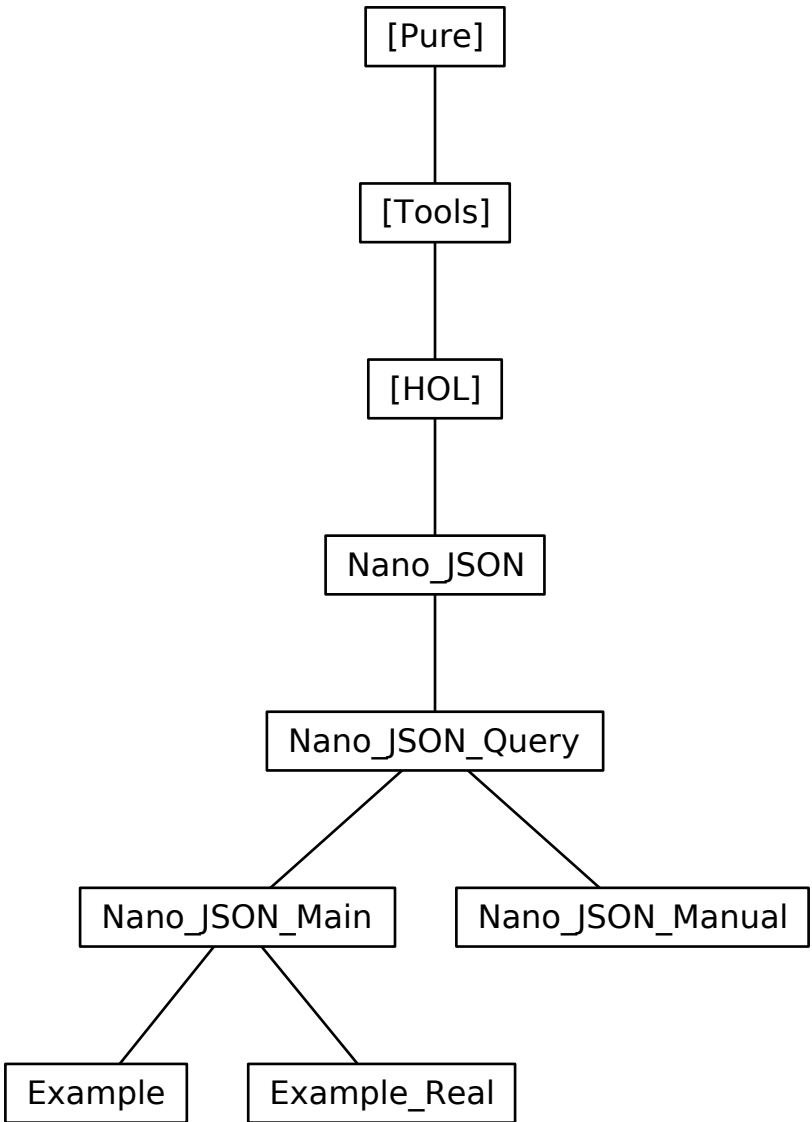 [Pure]
[Tools]
[HOL]
Nano_JSON
Nano_JSON_Query
Nano_JSON_Main
Nano_JSON_Manual
Example
Example_Real